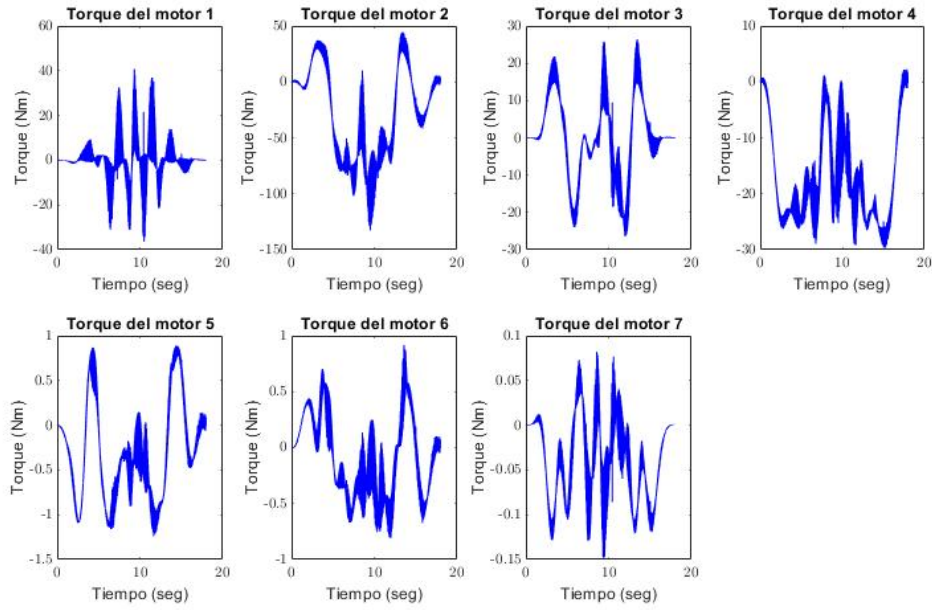 Torque del motor 1
Torque (Nm)
60
40
20
0
-20
-40
0
10
20
Tiempo (seg)
Torque del motor 2
Torque (Nm)
50
0
-50
-100
-150
0
10
20
Tiempo (seg)
Torque del motor 3
Torque (Nm)
30
20
10
0
-10
-20
-30
0
10
20
Tiempo (seg)
Torque del motor 4
Torque (Nm)
10
0
-10
-20
-30
0
10
20
Tiempo (seg)
Torque del motor 5
Torque (Nm)
1
0.5
0
-0.5
-1
-1.5
0
10
20
Tiempo (seg)
Torque del motor 6
Torque (Nm)
1
0.5
0
-0.5
-1
0
10
20
Tiempo (seg)
Torque del motor 7
Torque (Nm)
0.1
0.05
0
-0.05
-0.1
-0.15
0
10
20
Tiempo (seg)